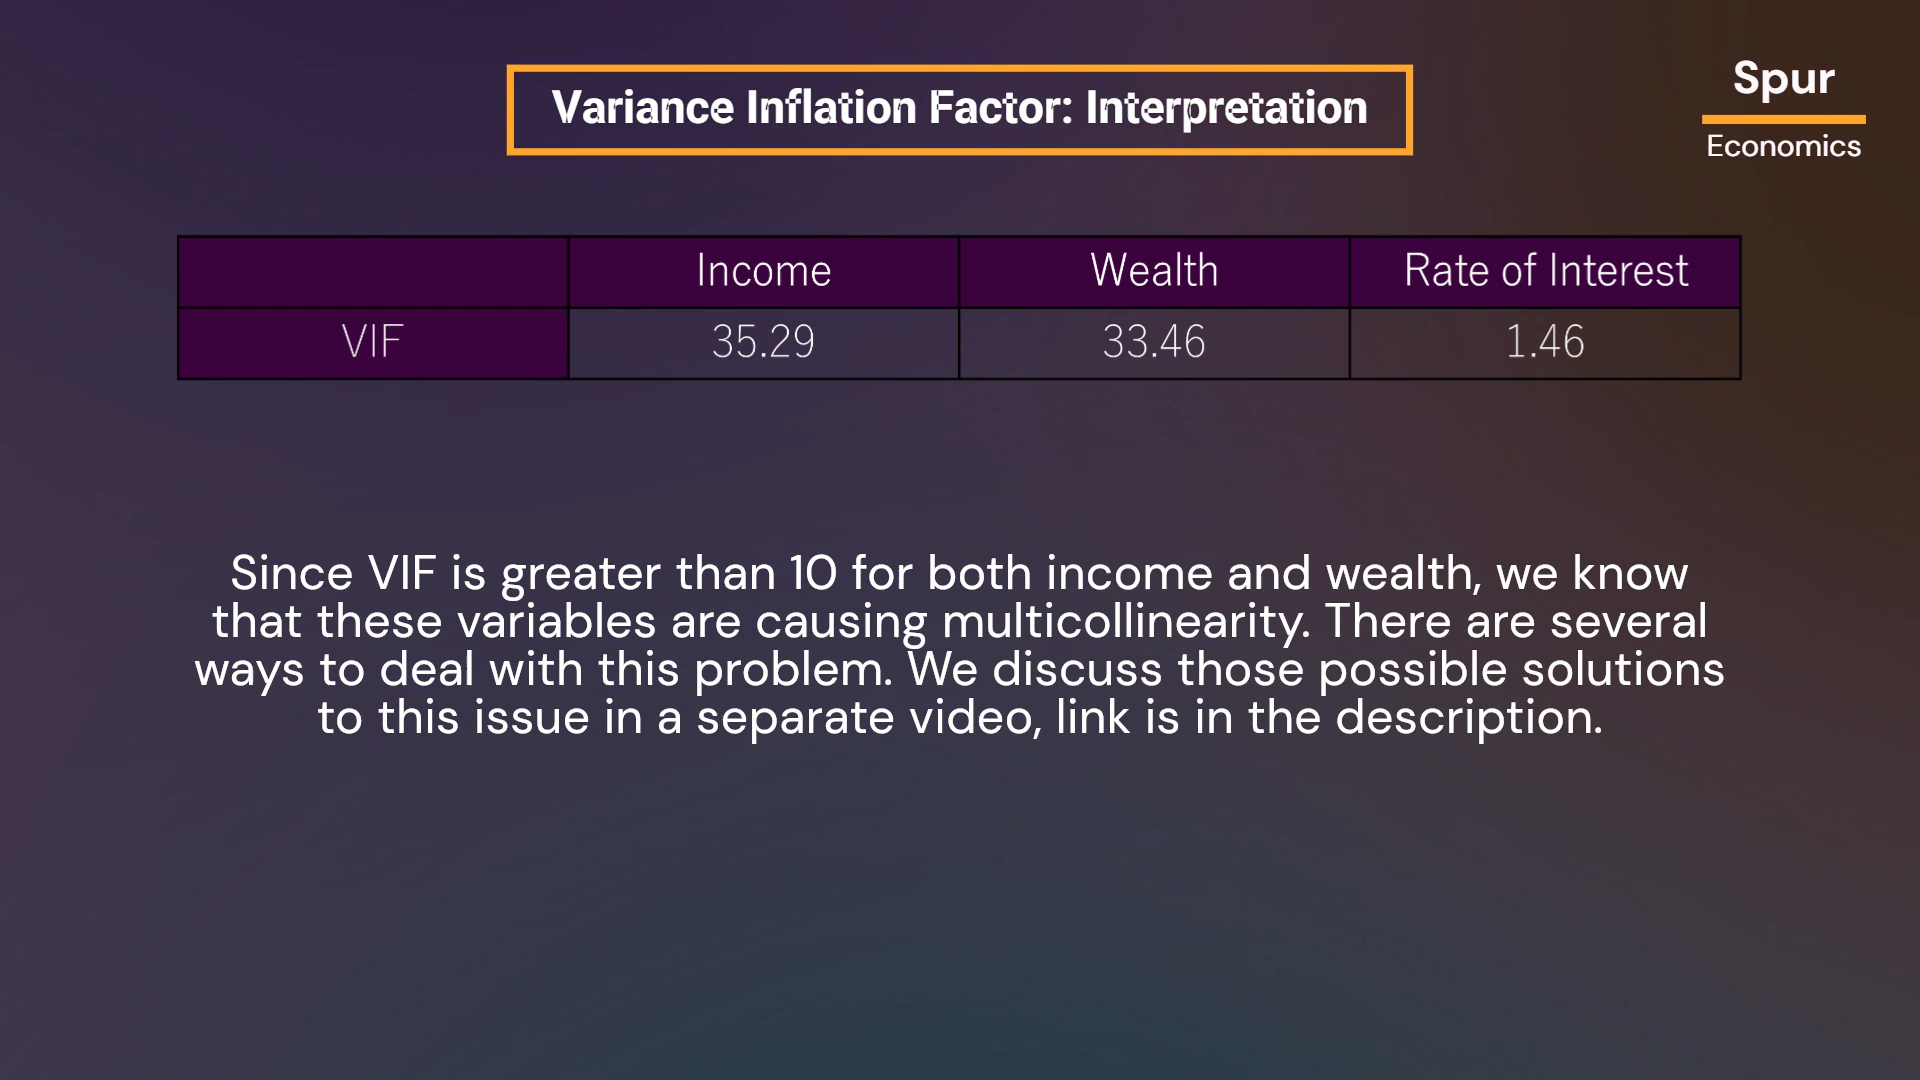 Variance Inflation Factor: Interpretation
Spur
Economics
Income Wealth Rate of Interest
VIF 35.29 33.46 1.46
Since VIF is greater than 10 for both income and wealth, we know
that these variables are causing multicollinearity. There are several
ways to deal with this problem. We discuss those possible solutions
to this issue in a separate video, link is in the description.